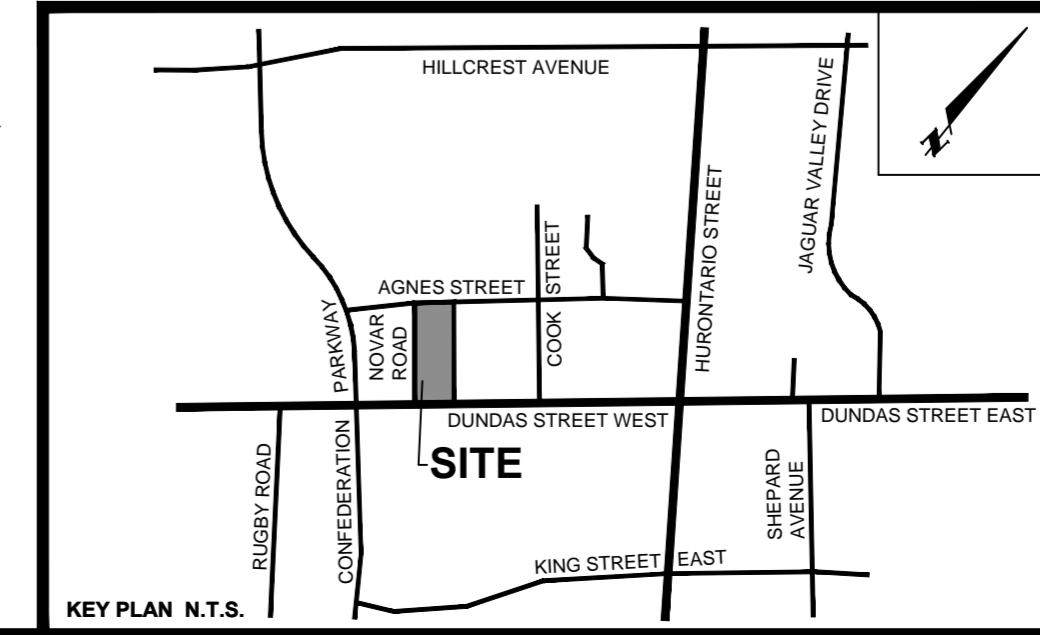 HILLCREST AVENUE
JAGUAR VALLEY DRIVE
N
HURONTARIO STREET
AGNES STREET
COOK STREET
PARKWAY
NOVAR
ROAD
DUNDAS STREET WEST
DUNDAS STREET EAST
SITE
RUGBY ROAD
CONFEDERATION
SHEPARD
AVENUE
KING STREET EAST
KEY PLAN N.T.S.